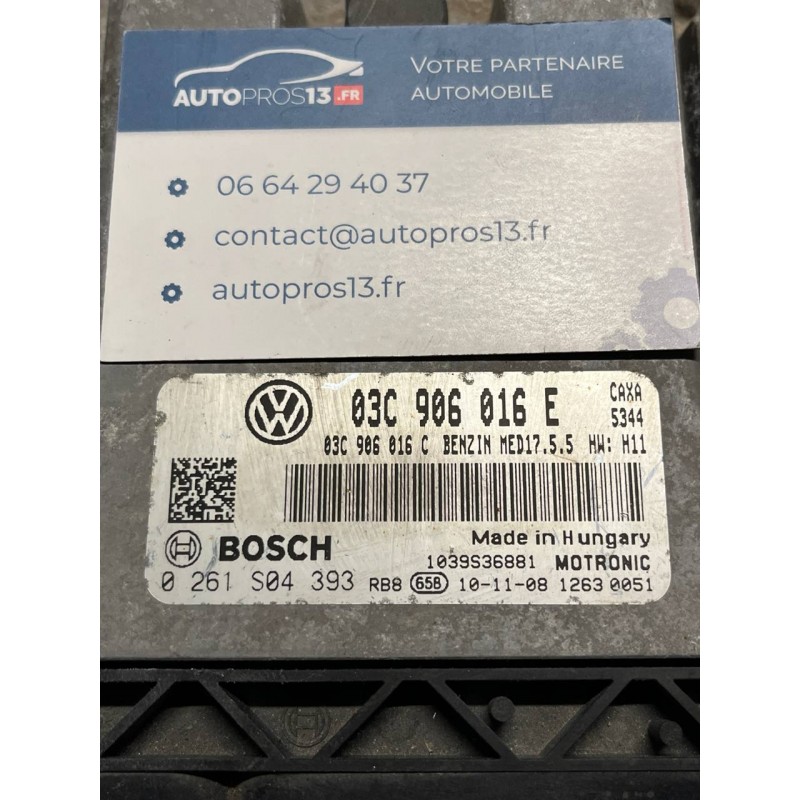 AUTOPROS13.FR
VOTRE PARTENAIRE
AUTOMOBILE
06 64 29 40 37
contact@autopros13.fr
autopros13.fr
03C 906 016 E
CAXA
5344
03C 906 016 C BENZIN MED17.5.5 HW: H11
BOSCH
Made in Hungary
1039S36881 MOTRONIC
0 261 S04 393 RB8 65B 10-11-08 1263 0051